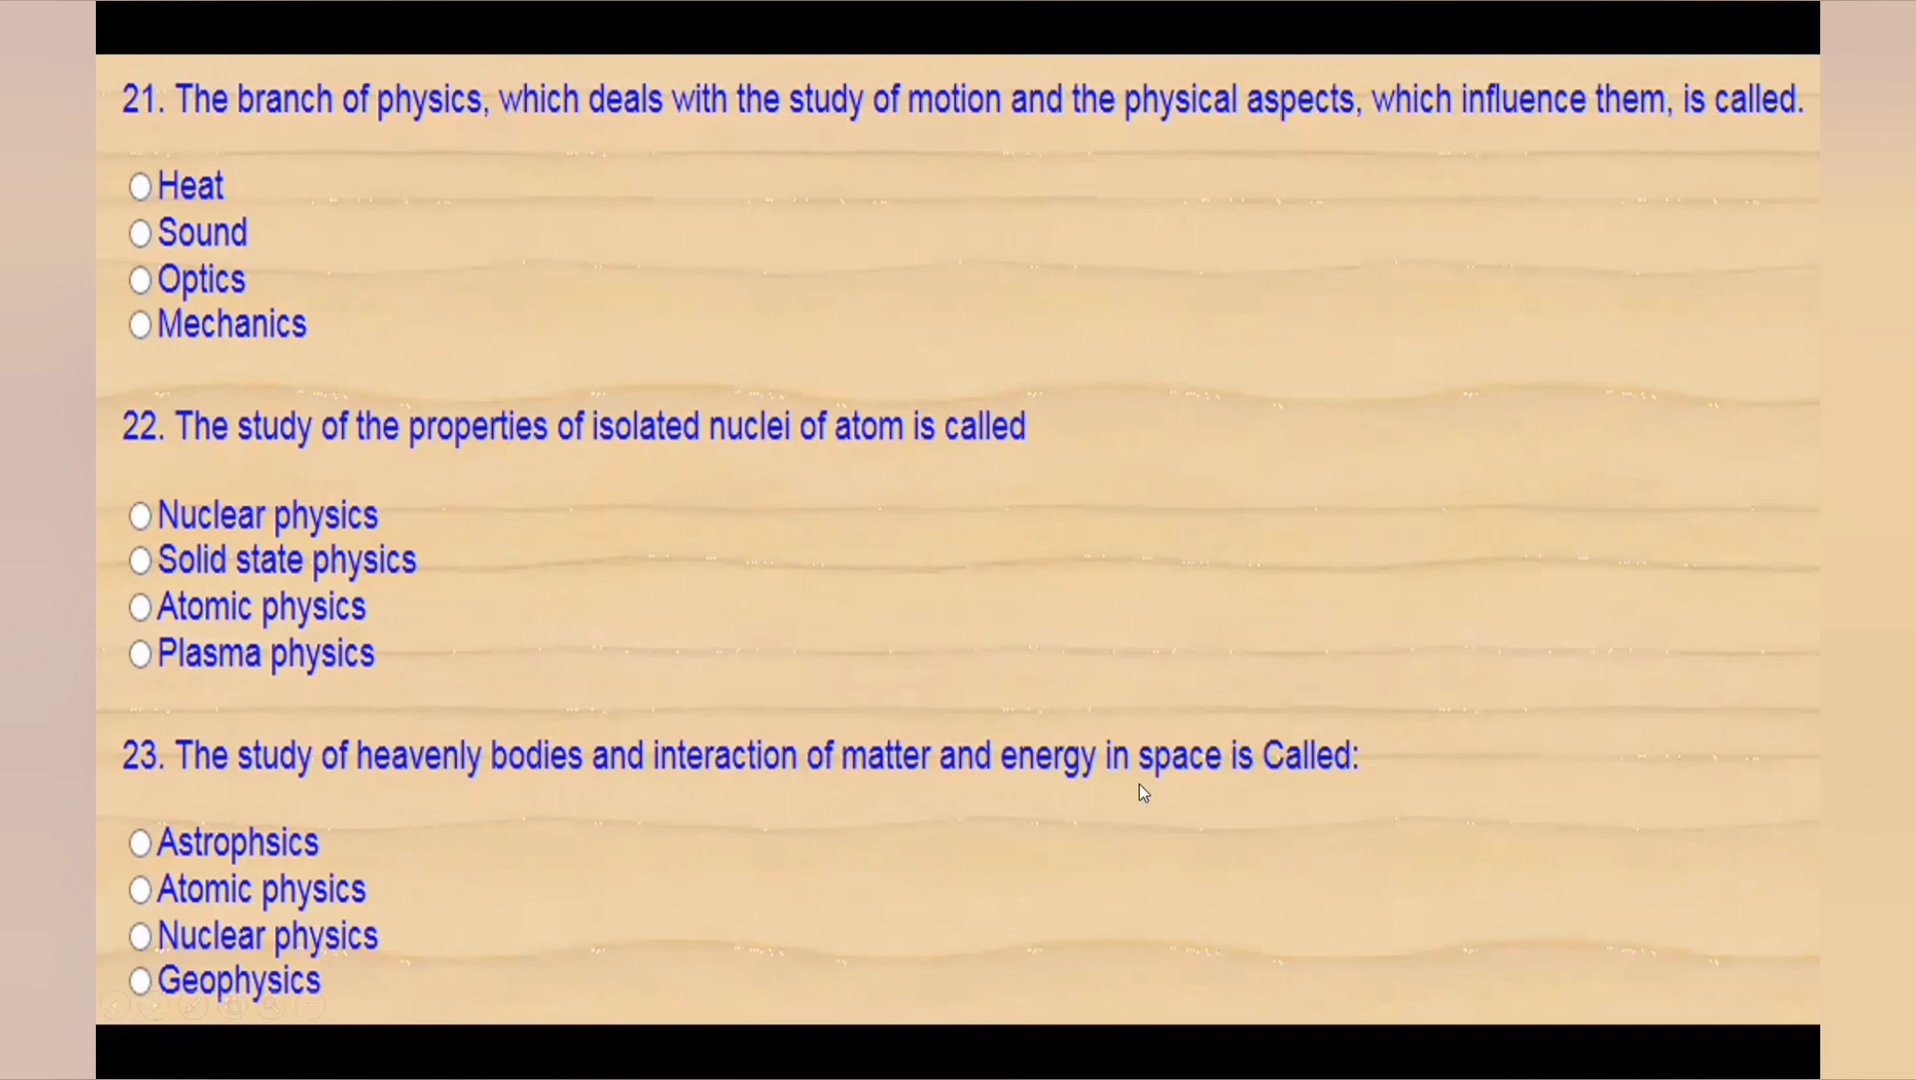 21. The branch of physics, which deals with the study of motion and the physical aspects, which influence them, is called.
Heat
Sound
Optics
Mechanics
22. The study of the properties of isolated nuclei of atom is called
Nuclear physics
Solid state physics
Atomic physics
Plasma physics
23. The study of heavenly bodies and interaction of matter and energy in space is Called:
Astrophsics
Atomic physics
Nuclear physics
Geophysics